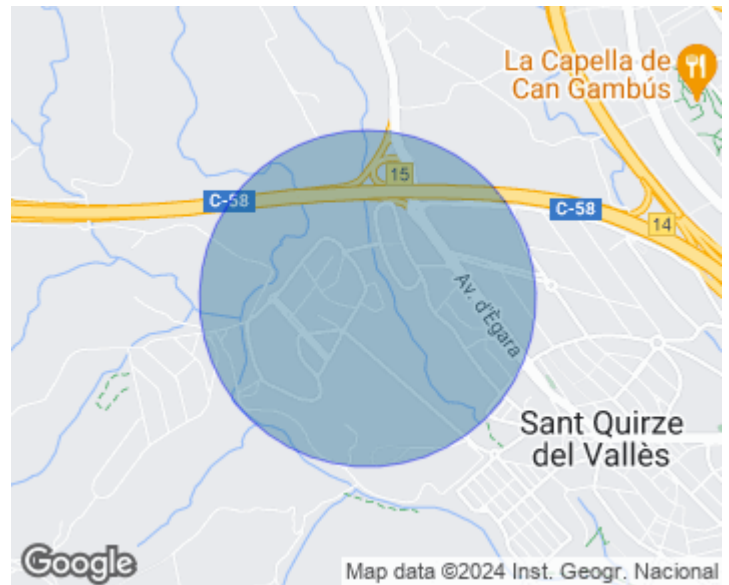 La Capella de
Can Gambús
15
C-58
C-58
14
Av. d'Ègara
Sant Quirze
del Vallès
Google
Map data ©2024 Inst. Geogr. Nacional